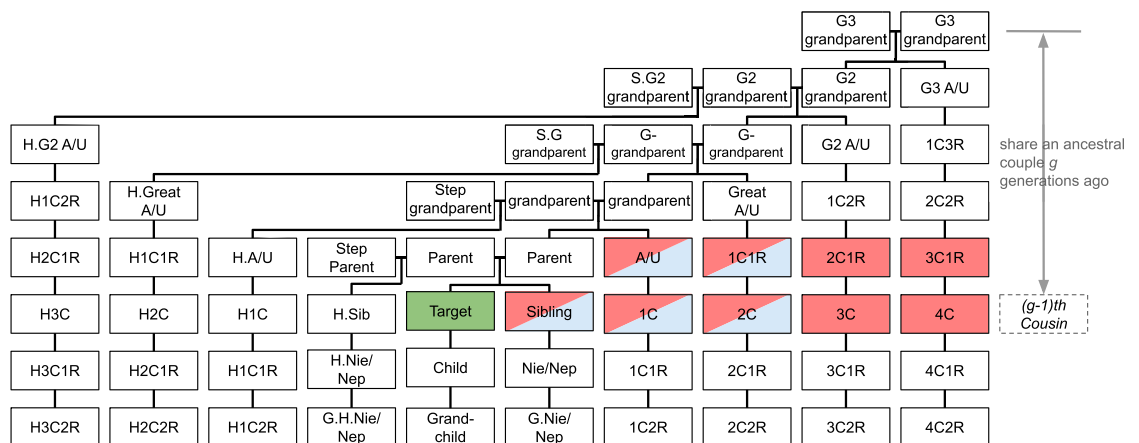 G3 grandparent
G3 grandparent
S.G2 grandparent
G2 grandparent
G2 grandparent
G3 A/U
H.G2 A/U
S.G grandparent
G- grandparent
G- grandparent
G2 A/U
1C3R
share an ancestral
couple g
generations ago
H1C2R
H.Great A/U
Step grandparent
grandparent
grandparent
Great A/U
1C2R
2C2R
H2C1R
H1C1R
H.A/U
Step Parent
Parent
Parent
A/U
1C1R
2C1R
3C1R
H3C
H2C
H1C
H.Sib
Target
Sibling
1C
2C
3C
4C
(g-1)th
Cousin
H3C1R
H2C1R
H1C1R
H.Nie/ Nep
Child
Nie/Nep
1C1R
2C1R
3C1R
4C1R
H3C2R
H2C2R
H1C2R
G.H.Nie/ Nep
Grand- child
G.Nie/ Nep
1C2R
2C2R
3C2R
4C2R